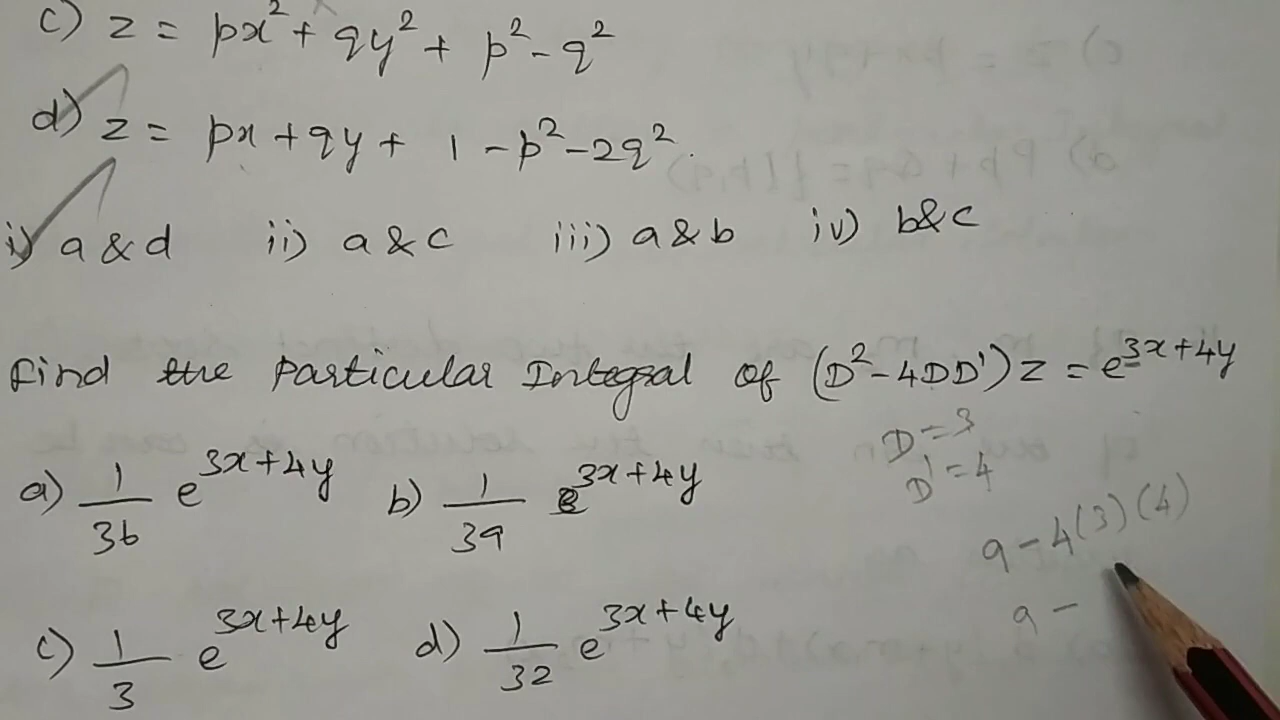 c) z = px² + qy² + p² - q²
d) z = px + qy + 1 - p² - 2q².
i) a & d ii) a & c iii) a & b iv) b & c
Find the Particular Integral of (D² - 4DD')z = e^{3x+4y}
D = 3
D' = 4
a) 1/36 e^{3x+4y} b) 1/39 e^{3x+4y}
9 - 4(3)(4)
9 -
c) 1/3 e^{3x+4y} d) 1/32 e^{3x+4y}